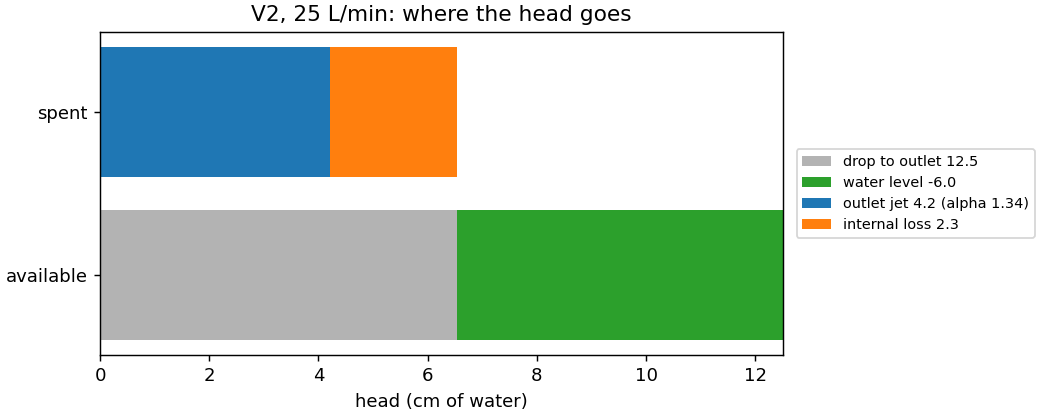 V2, 25 L/min: where the head goes
spent
available
0 2 4 6 8 10 12
head (cm of water)
drop to outlet 12.5
water level -6.0
outlet jet 4.2 (alpha 1.34)
internal loss 2.3